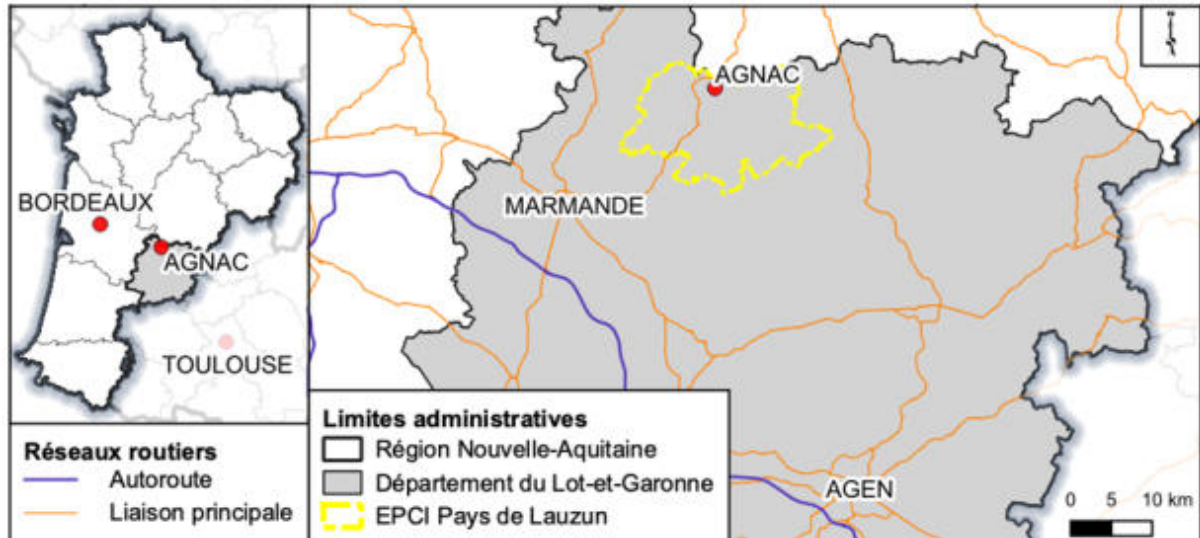 BORDEAUX
AGNAC
TOULOUSE
Réseaux routiers
Autoroute
Liaison principale
AGNAC
MARMANDE
AGEN
Limites administratives
Région Nouvelle-Aquitaine
Département du Lot-et-Garonne
EPCI Pays de Lauzun
0 5 10 km